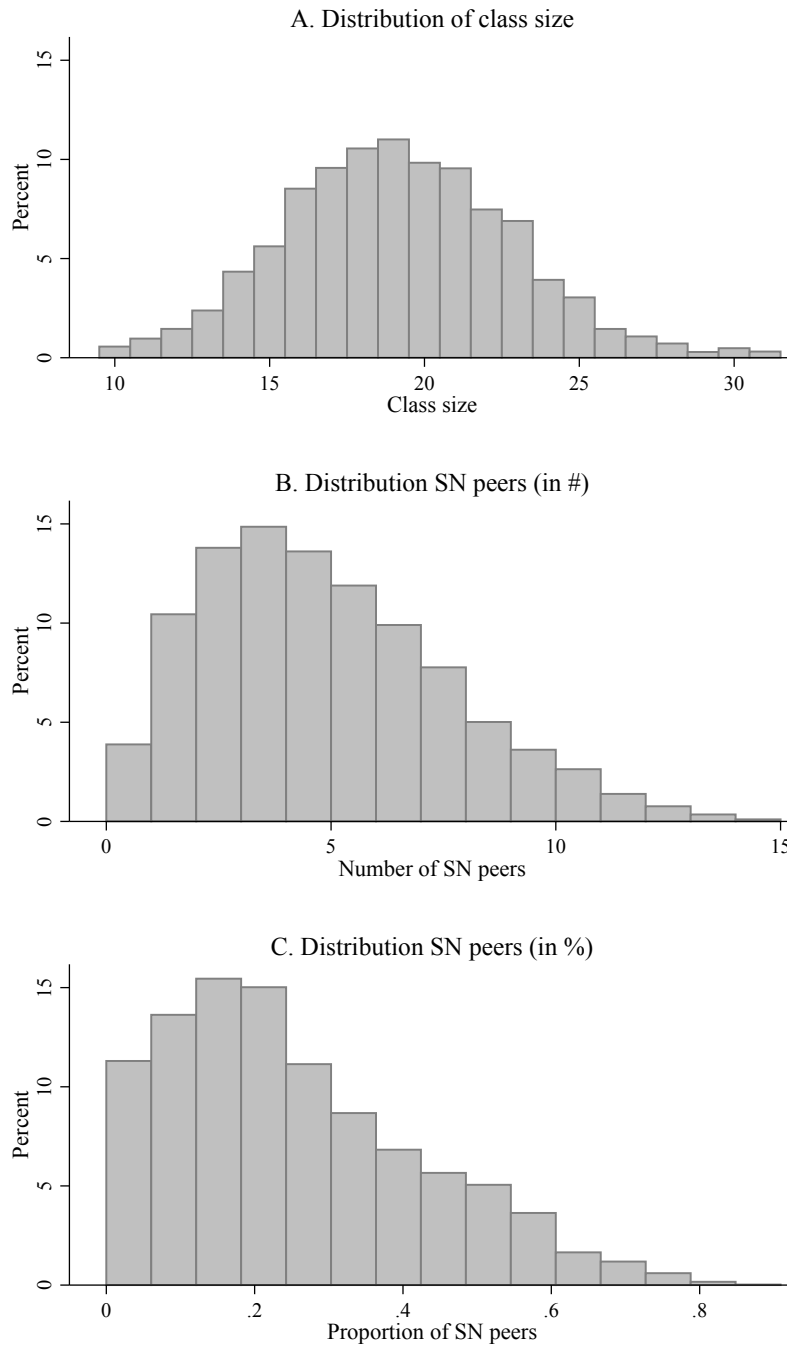 A. Distribution of class size
15
10
5
0
Percent
10 15 20 25 30
Class size
B. Distribution SN peers (in #)
15
10
5
0
Percent
0 5 10 15
Number of SN peers
C. Distribution SN peers (in %)
15
10
5
0
Percent
0 .2 .4 .6 .8
Proportion of SN peers